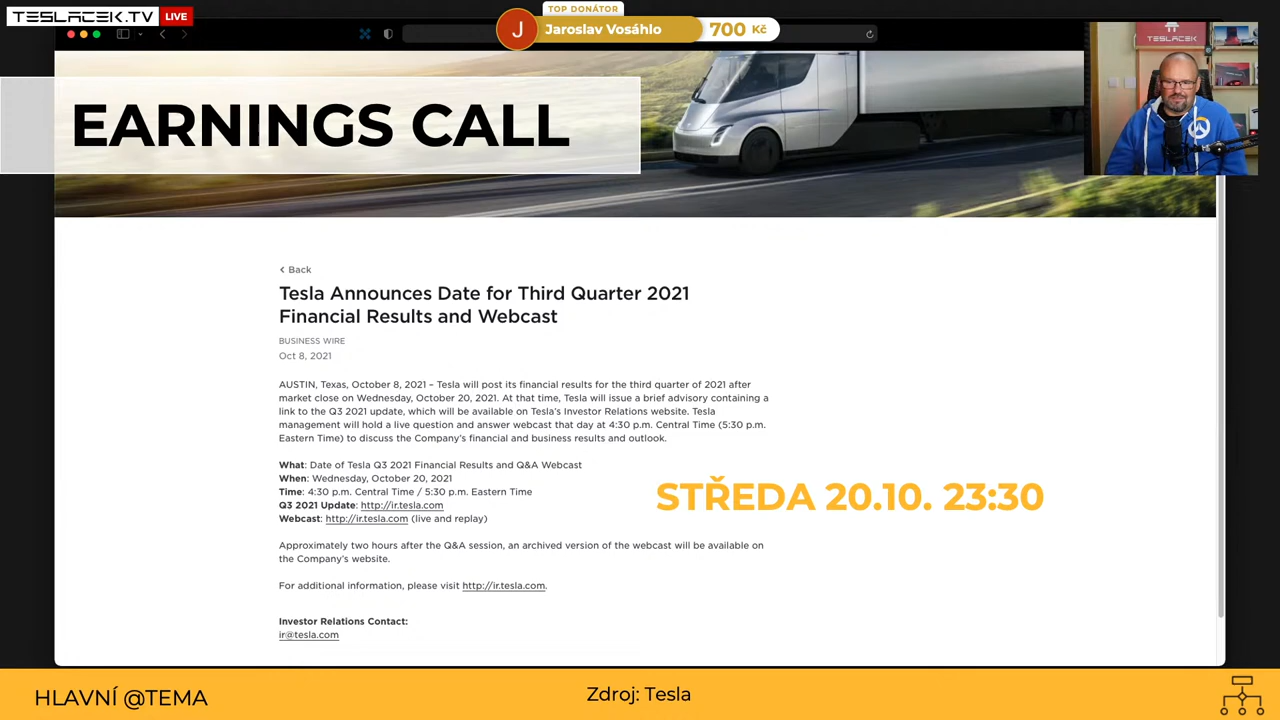 TESLACEK.TV LIVE
TOP DONÁTOR
J Jaroslav Vosáhlo 700 Kč
TESLACEK
EARNINGS CALL
Back
Tesla Announces Date for Third Quarter 2021
Financial Results and Webcast
BUSINESS WIRE
Oct 8, 2021
AUSTIN, Texas, October 8, 2021 – Tesla will post its financial results for the third quarter of 2021 after
market close on Wednesday, October 20, 2021. At that time, Tesla will issue a brief advisory containing a
link to the Q3 2021 update, which will be available on Tesla's Investor Relations website. Tesla
management will hold a live question and answer webcast that day at 4:30 p.m. Central Time (5:30 p.m.
Eastern Time) to discuss the Company's financial and business results and outlook.
What: Date of Tesla Q3 2021 Financial Results and Q&A Webcast
When: Wednesday, October 20, 2021
Time: 4:30 p.m. Central Time / 5:30 p.m. Eastern Time
Q3 2021 Update: http://ir.tesla.com
Webcast: http://ir.tesla.com (live and replay)
STŘEDA 20.10. 23:30
Approximately two hours after the Q&A session, an archived version of the webcast will be available on
the Company's website.
For additional information, please visit http://ir.tesla.com.
Investor Relations Contact:
ir@tesla.com
HLAVNÍ @TEMA
Zdroj: Tesla